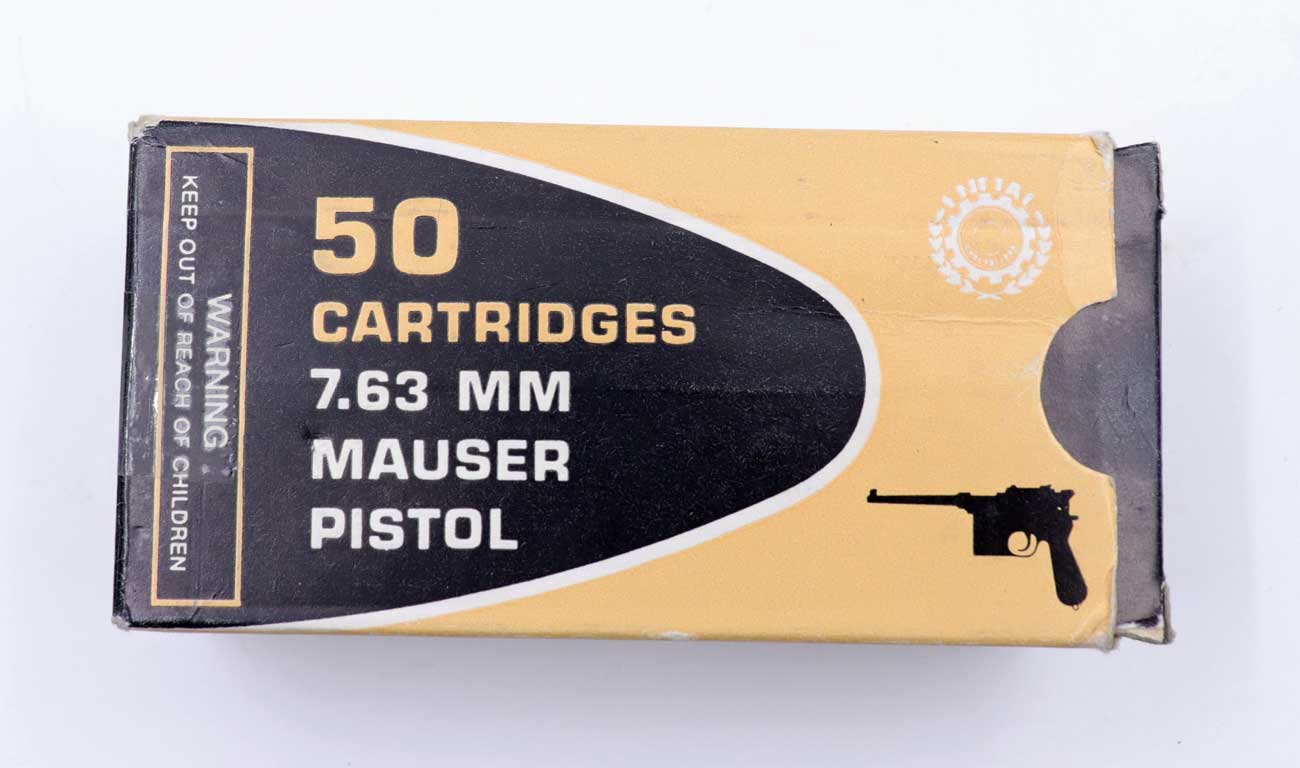 50
CARTRIDGES
7.63 MM
MAUSER
PISTOL
WARNING
KEEP OUT OF REACH OF CHILDREN